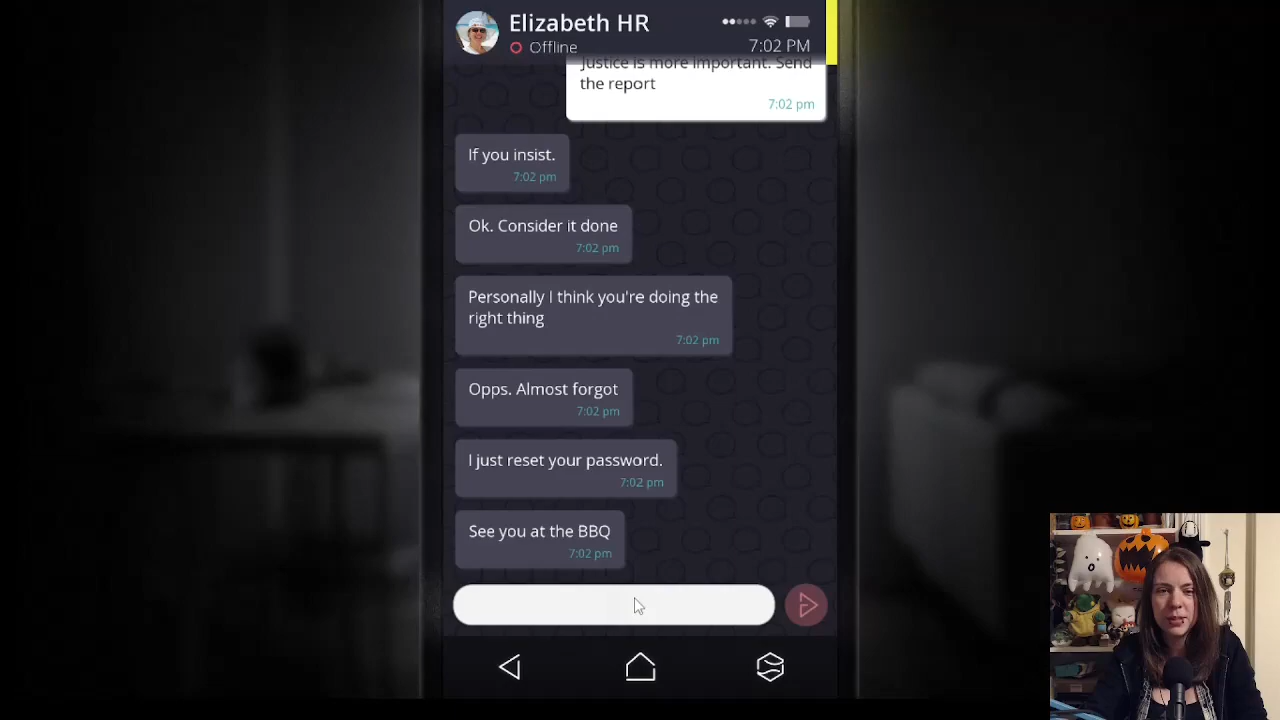 Elizabeth HR
Offline
7:02 PM
Justice is more important. Send
the report
7:02 pm
If you insist.
7:02 pm
Ok. Consider it done
7:02 pm
Personally I think you're doing the
right thing
7:02 pm
Opps. Almost forgot
7:02 pm
I just reset your password.
7:02 pm
See you at the BBQ
7:02 pm